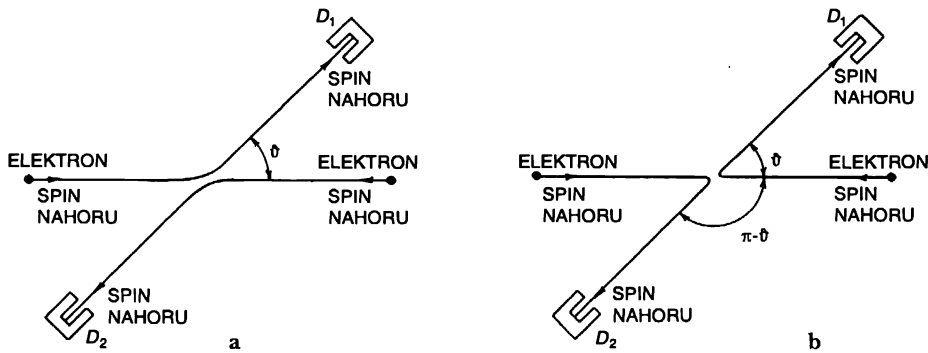 D₁
SPIN
NAHORU
ϑ
ELEKTRON
ELEKTRON
SPIN
NAHORU
SPIN
NAHORU
SPIN
NAHORU
D₂
a
D₁
SPIN
NAHORU
ϑ
ELEKTRON
ELEKTRON
SPIN
NAHORU
SPIN
NAHORU
π-ϑ
SPIN
NAHORU
D₂
b